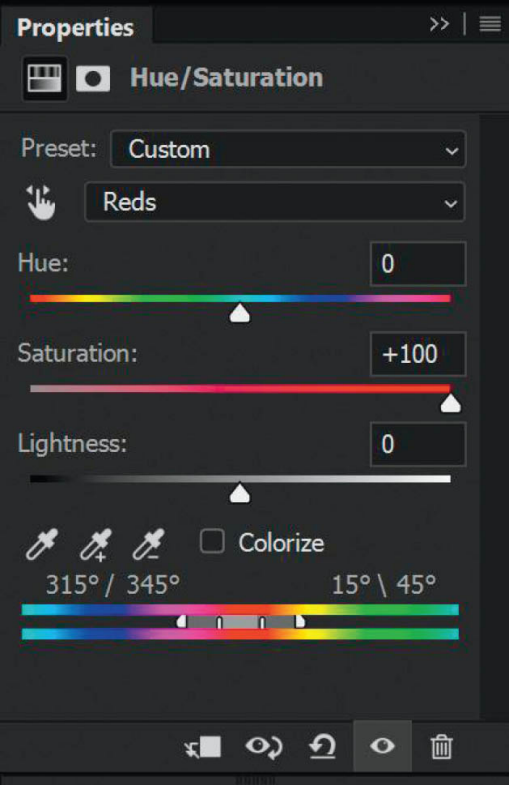 Properties
Hue/Saturation
Preset: Custom
Reds
Hue: 0
Saturation: +100
Lightness: 0
Colorize
315° / 345° 15° \ 45°